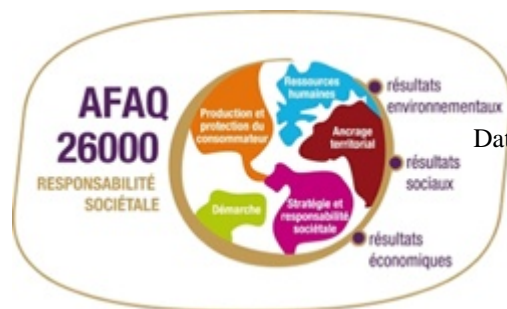 AFAQ
26000
RESPONSABILITÉ
SOCIÉTALE
Production et
protection du
consommateur
Ressources
humaines
Ancrage
territorial
Démarche
Stratégie et
responsabilité
sociétale
résultats
environnementaux
résultats
sociaux
résultats
économiques
Dat